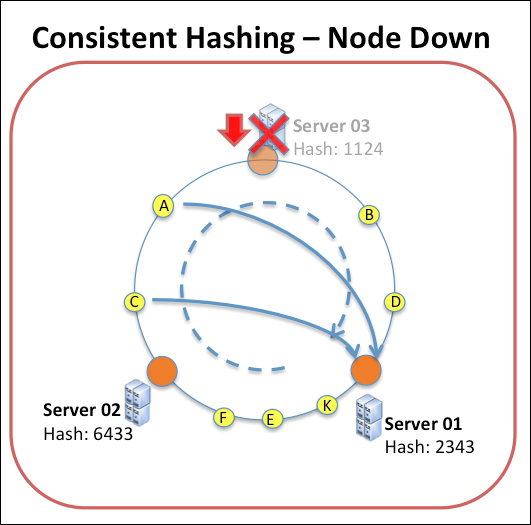 Consistent Hashing – Node Down
Server 03
Hash: 1124
A
B
C
D
Server 02
Hash: 6433
F
E
K
Server 01
Hash: 2343